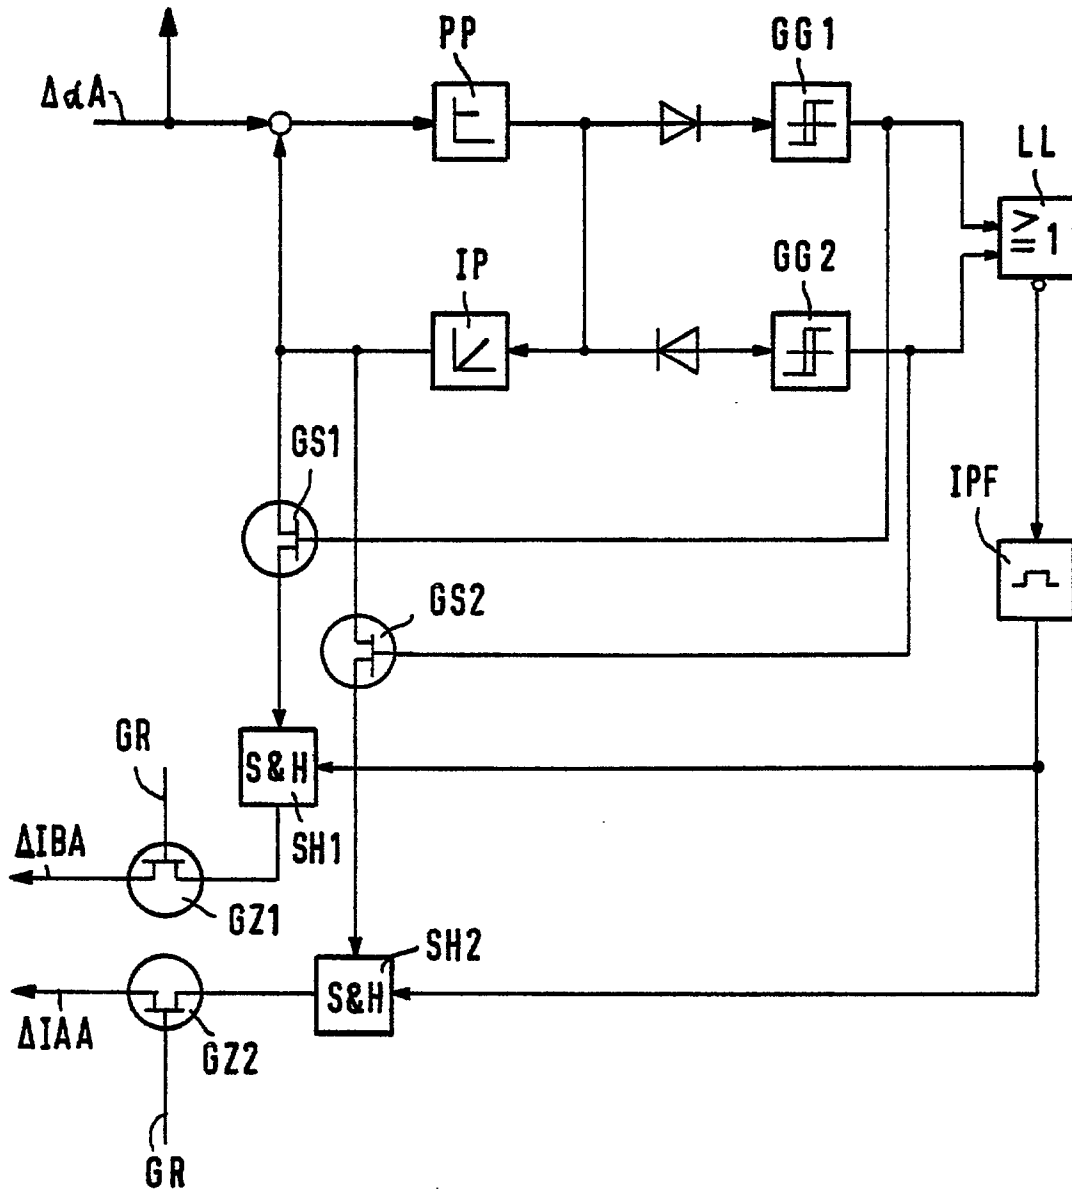 PP
GG1
ΔαA
LL
≥1
IP
GG2
GS1
IPF
GS2
GR
S&H
SH1
ΔIBA
GZ1
SH2
S&H
ΔIAA
GZ2
GR